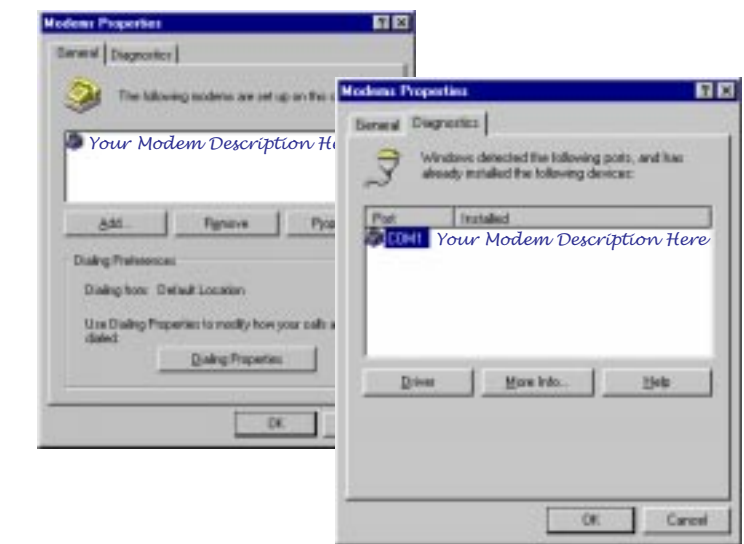 Modems Properties
General Diagnostics
The following modems are set up on this
Your Modem Description
Add... Remove
Dialing Preferences
Dialing from: Default Location
Use Dialing Properties to modify how your calls
dialed.
Dialing Properties
OK
Modems Properties
General Diagnostics
Windows detected the following ports, and has
already installed the following devices:
Port Installed
COM1 Your Modem Description Here
Driver More Info... Help
OK Cancel